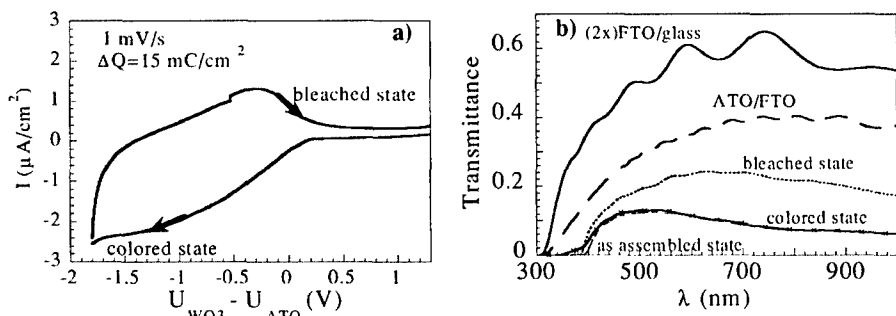 a)
1 mV/s
ΔQ=15 mC/cm²
bleached state
colored state
I (µA/cm²)
3
2
1
0
-1
-2
-3
-2 -1.5 -1 -0.5 0 0.5 1
U WO3 - U ATO (V)
b)
(2x)FTO/glass
ATO/FTO
bleached state
colored state
as assembled state
Transmittance
0.6
0.4
0.2
0
300 500 700 900
λ (nm)